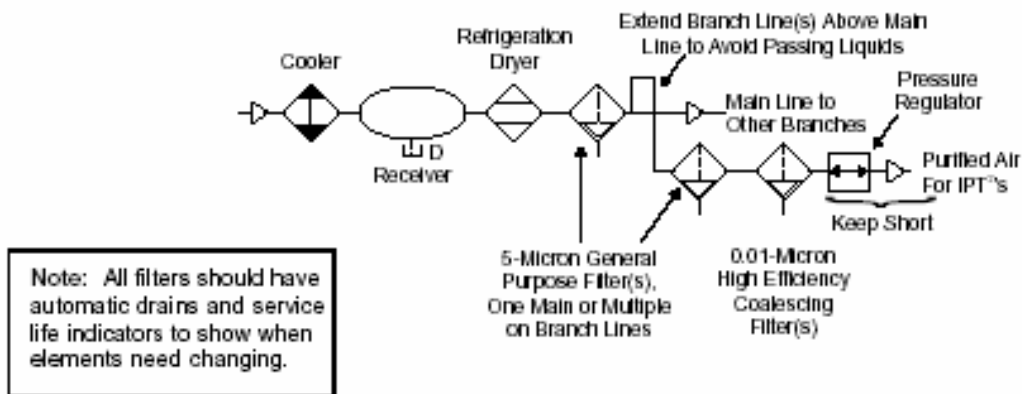 Extend Branch Line(s) Above Main
Line to Avoid Passing Liquids
Refrigeration
Dryer
Cooler
Pressure
Regulator
Main Line to
Other Branches
D
Receiver
Purified Air
For IPT's
Keep Short
5-Micron General
Purpose Filter(s),
One Main or Multiple
on Branch Lines
0.01-Micron
High Efficiency
Coalescing
Filter(s)
Note: All filters should have
automatic drains and service
life indicators to show when
elements need changing.